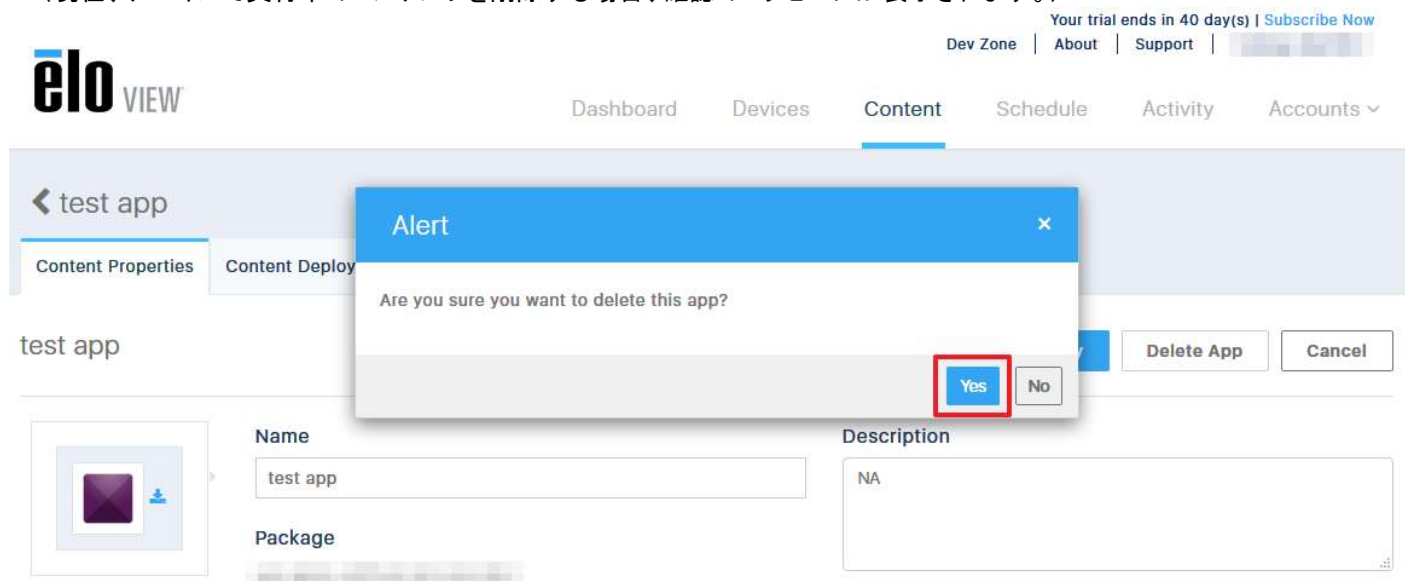 Your trial ends in 40 day(s) | Subscribe Now
Dev Zone | About | Support |
ēlo VIEW
Dashboard Devices Content Schedule Activity Accounts
test app
Alert ×
Content Properties Content Deploy
Are you sure you want to delete this app?
test app
Delete App Cancel
Yes No
Name Description
test app NA
Package